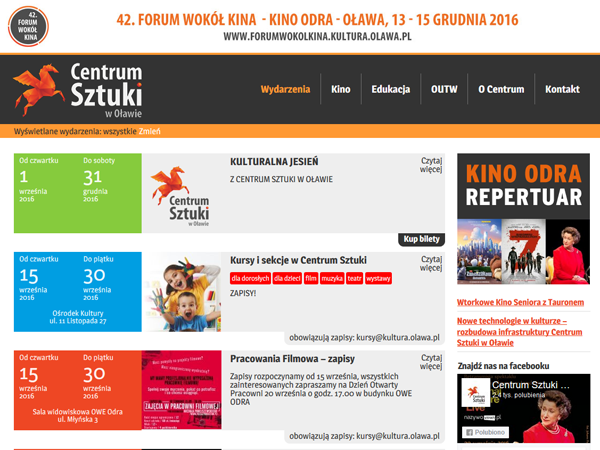 42.
FORUM
WOKÓŁ
KINA
42. FORUM WOKÓŁ KINA - KINO ODRA - OŁAWA, 13 - 15 GRUDNIA 2016
WWW.FORUMWOKOLKINA.KULTURA.OLAWA.PL
Centrum
Sztuki
w Oławie
Wydarzenia
Kino
Edukacja
OUTW
O Centrum
Kontakt
Wyświetlane wydarzenia: wszystkie Zmień
Od czwartku
1
września
2016
Do soboty
31
grudnia
2016
Centrum
Sztuki
w Oławie
KULTURALNA JESIEŃ
Z CENTRUM SZTUKI W OŁAWIE
Czytaj
więcej
Kup bilety
Od czwartku
15
września
2016
Do piątku
30
września
2016
Ośrodek Kultury
ul. 11 Listopada 27
Kursy i sekcje w Centrum Sztuki
dla dorosłych dla dzieci film muzyka teatr wystawy
ZAPISY!
Czytaj
więcej
obowiązują zapisy: kursy@kultura.olawa.pl
Od czwartku
15
września
2016
Do piątku
30
września
2016
Sala widowiskowa OWE Odra
ul. Młyńska 3
ZAJĘCIA W PRACOWNI FILMOWEJ
Pracowania Filmowa – zapisy
Zapisy rozpoczynamy od 15 września, wszystkich
zainteresowanych zapraszamy na Dzień Otwarty
Pracowni 20 września o godz. 17.00 w budynku OWE
ODRA
Czytaj
więcej
obowiązują zapisy: kursy@kultura.olawa.pl
KINO ODRA
REPERTUAR
7
Wtorkowe Kino Seniora z Tauronem
Nowe technologie w kulturze –
rozbudowa infrastruktury Centrum
Sztuki w Oławie
Znajdź nas na facebooku
Centrum Sztuki ...
2,4 tys. polubienia
Polubiono